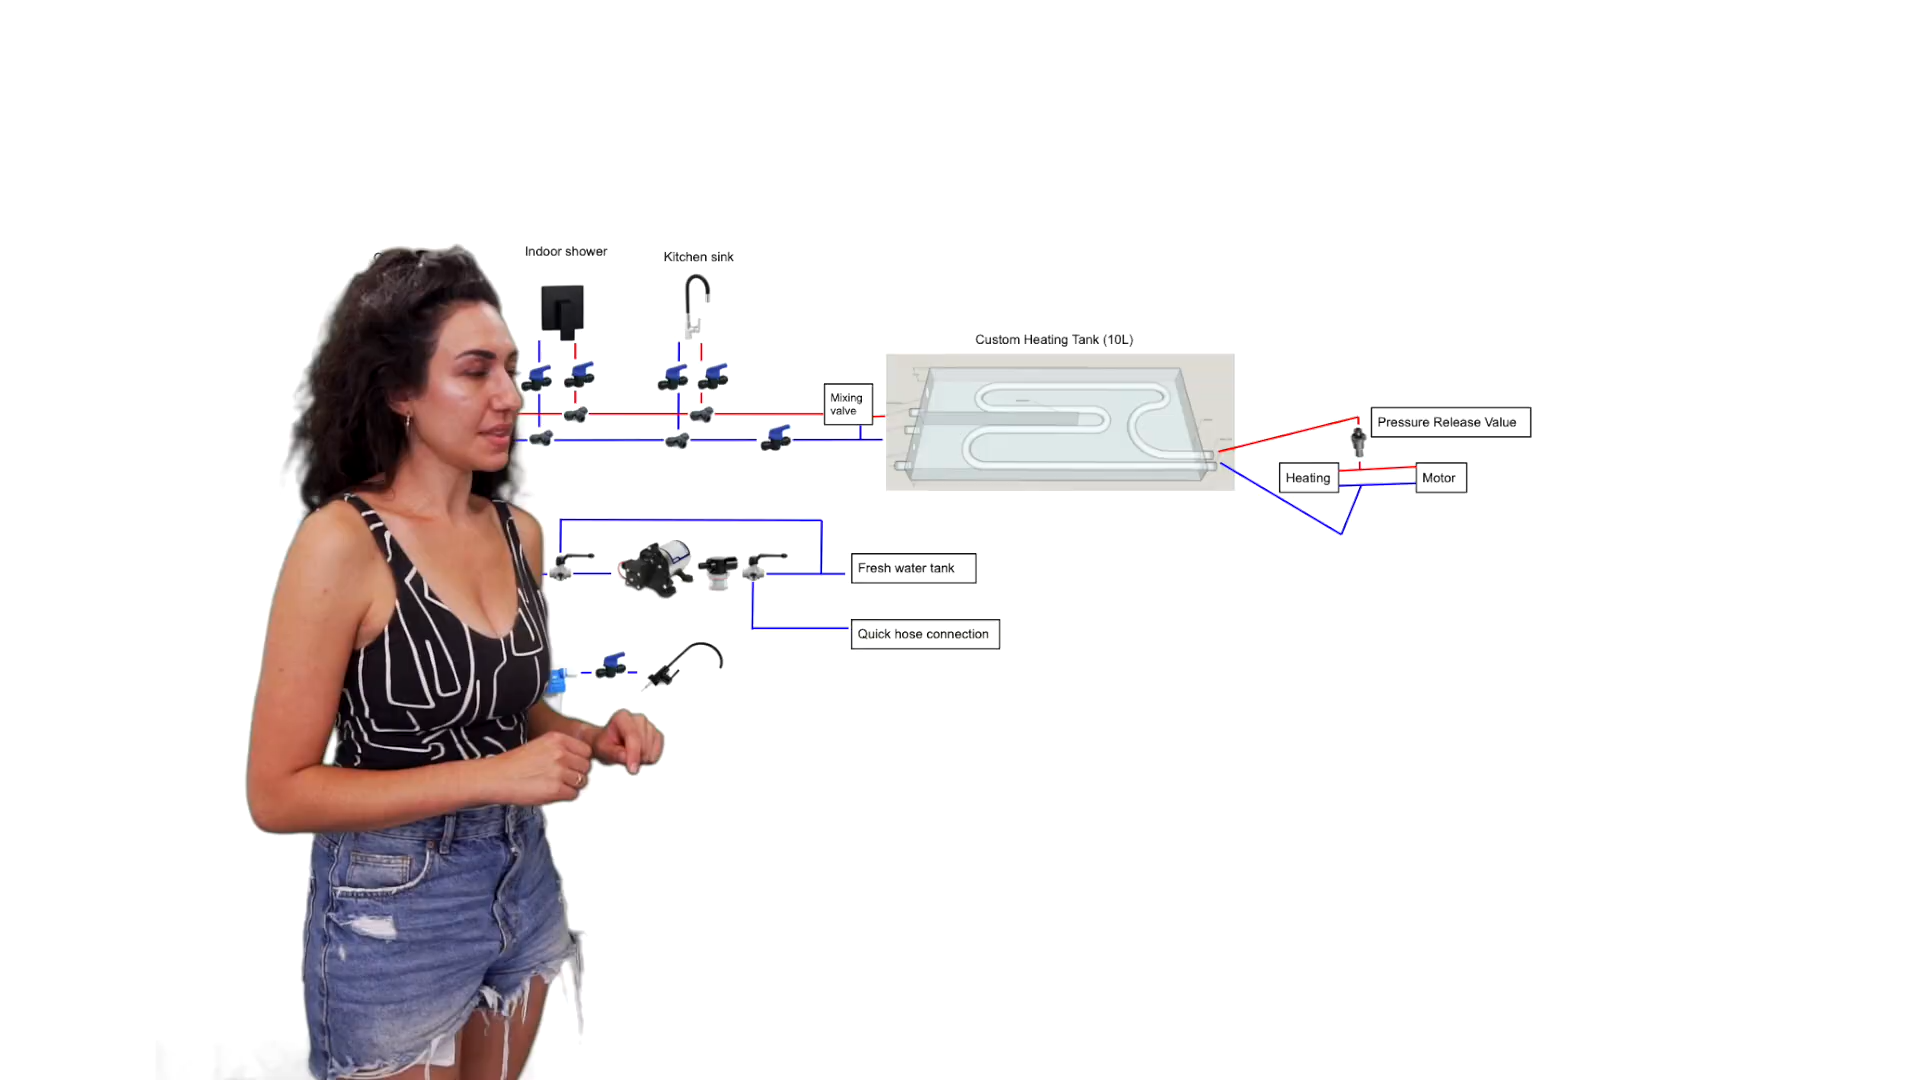 Indoor shower
Kitchen sink
Custom Heating Tank (10L)
Mixing
valve
Pressure Release Value
Heating
Motor
Fresh water tank
Quick hose connection